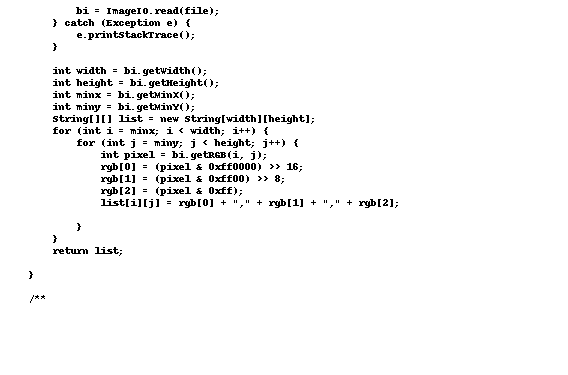 bi = ImageIO.read(file);
} catch (Exception e) {
e.printStackTrace();
}
int width = bi.getWidth();
int height = bi.getHeight();
int minx = bi.getMinX();
int miny = bi.getMinY();
String[][] list = new String[width][height];
for (int i = minx; i < width; i++) {
for (int j = miny; j < height; j++) {
int pixel = bi.getRGB(i, j);
rgb[0] = (pixel & 0xff0000) >> 16;
rgb[1] = (pixel & 0xff00) >> 8;
rgb[2] = (pixel & 0xff);
list[i][j] = rgb[0] + "," + rgb[1] + "," + rgb[2];
}
}
return list;
}
/**